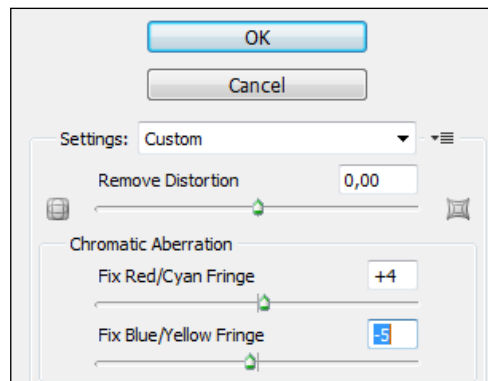 OK
Cancel
Settings: Custom
Remove Distortion 0,00
Chromatic Aberration
Fix Red/Cyan Fringe +4
Fix Blue/Yellow Fringe -5